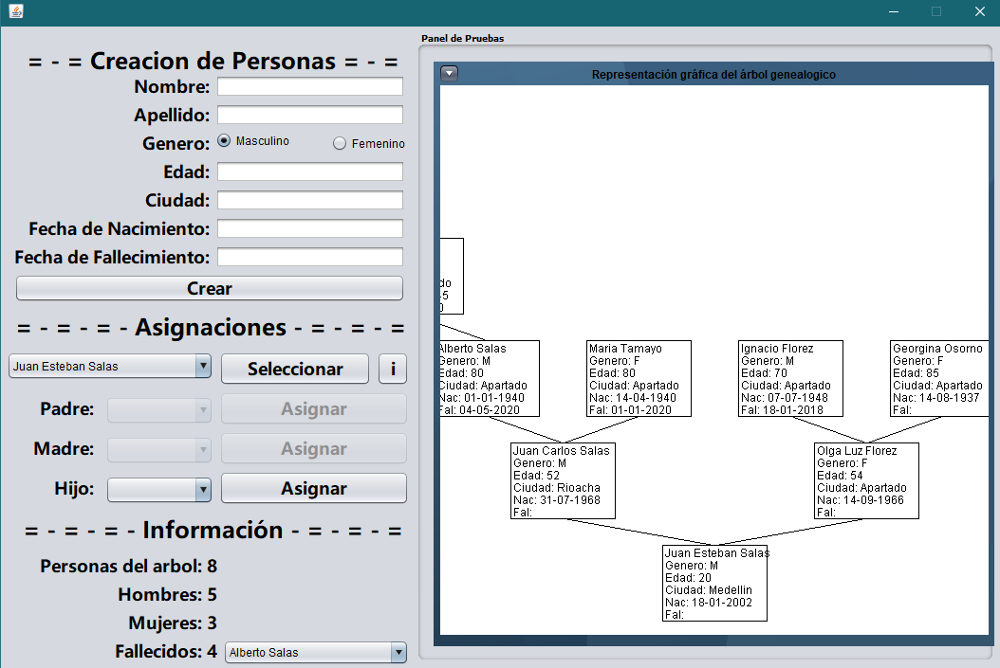 = - = Creacion de Personas = - =
Nombre:
Apellido:
Genero: Masculino Femenino
Edad:
Ciudad:
Fecha de Nacimiento:
Fecha de Fallecimiento:
Crear
= - = - = - Asignaciones - = - = - =
Juan Esteban Salas Seleccionar i
Padre: Asignar
Madre: Asignar
Hijo: Asignar
= - = - = - Información - = - = - =
Personas del arbol: 8
Hombres: 5
Mujeres: 3
Fallecidos: 4 Alberto Salas
Panel de Pruebas
Representación gráfica del árbol genealogico
do
-5
0
Alberto Salas
Genero: M
Edad: 80
Ciudad: Apartado
Nac: 01-01-1940
Fal: 04-05-2020
Maria Tamayo
Genero: F
Edad: 80
Ciudad: Apartado
Nac: 14-04-1940
Fal: 01-01-2020
Ignacio Florez
Genero: M
Edad: 70
Ciudad: Apartado
Nac: 07-07-1948
Fal: 18-01-2018
Georgina Osorno
Genero: F
Edad: 85
Ciudad: Apartado
Nac: 14-08-1937
Fal:
Juan Carlos Salas
Genero: M
Edad: 52
Ciudad: Rioacha
Nac: 31-07-1968
Fal:
Olga Luz Florez
Genero: F
Edad: 54
Ciudad: Apartado
Nac: 14-09-1966
Fal:
Juan Esteban Salas
Genero: M
Edad: 20
Ciudad: Medellin
Nac: 18-01-2002
Fal: